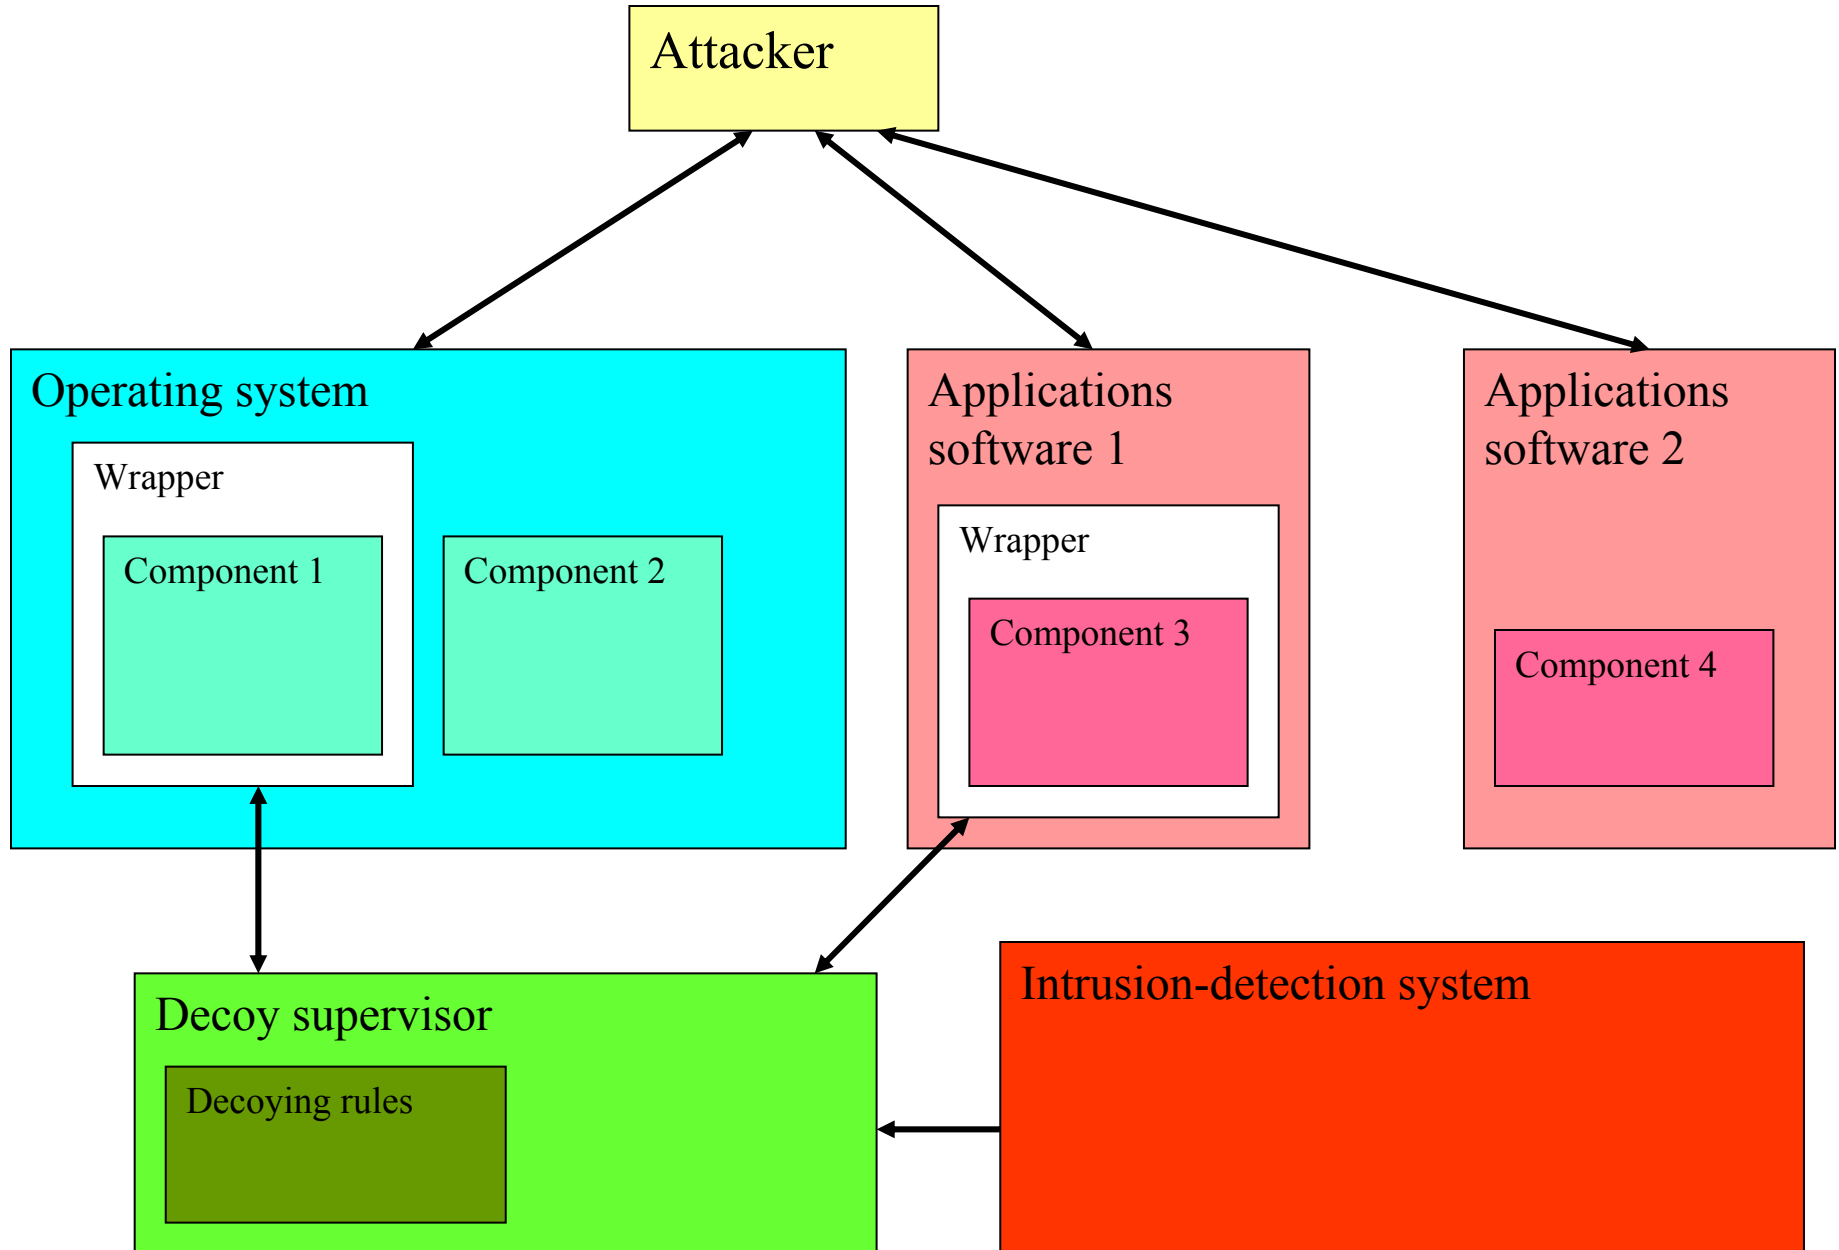 Attacker
Operating system
Wrapper
Component 1
Component 2
Applications
software 1
Wrapper
Component 3
Applications
software 2
Component 4
Decoy supervisor
Decoying rules
Intrusion-detection system